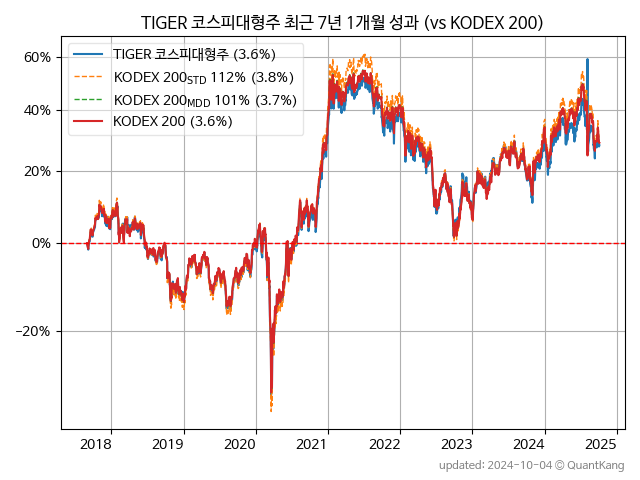 TIGER 코스피대형주 최근 7년 1개월 성과 (vs KODEX 200)
TIGER 코스피대형주 (3.6%)
KODEX 200STD 112% (3.8%)
KODEX 200MDD 101% (3.7%)
KODEX 200 (3.6%)
60%
40%
20%
0%
−20%
2018 2019 2020 2021 2022 2023 2024 2025
updated: 2024-10-04 © QuantKang